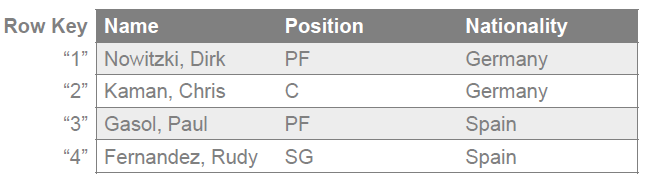 Row Key Name Position Nationality
“1” Nowitzki, Dirk PF Germany
“2” Kaman, Chris C Germany
“3” Gasol, Paul PF Spain
“4” Fernandez, Rudy SG Spain